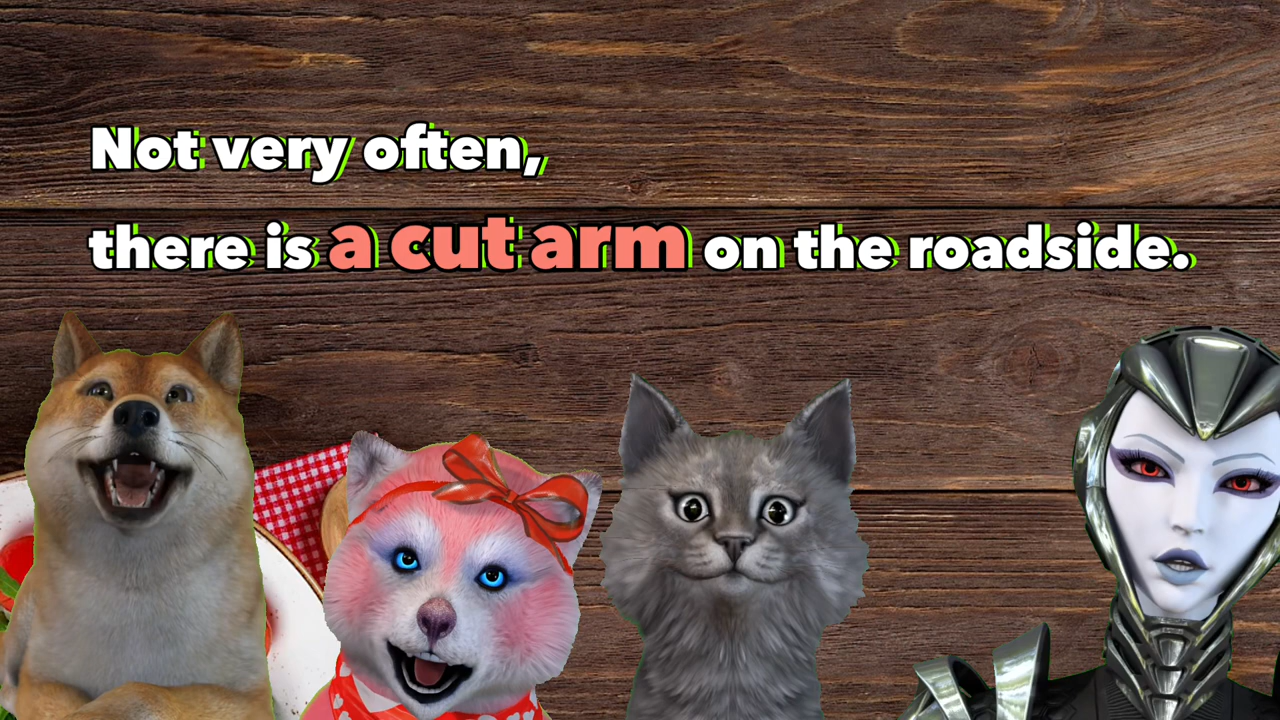 Not very often,
there is a cut arm on the roadside.